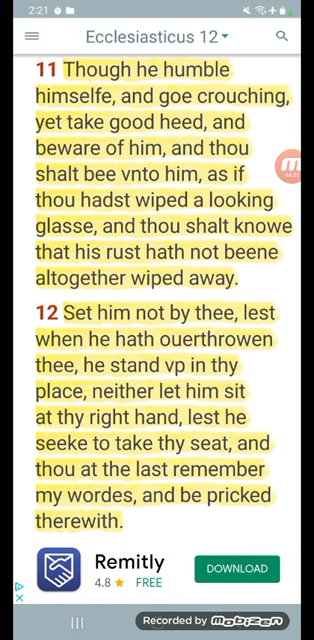 2:21
Ecclesiasticus 12
11 Though he humble
himselfe, and goe crouching,
yet take good heed, and
beware of him, and thou
shalt bee vnto him, as if
thou hadst wiped a looking
glasse, and thou shalt knowe
that his rust hath not beene
altogether wiped away.
12 Set him not by thee, lest
when he hath ouerthrowen
thee, he stand vp in thy
place, neither let him sit
at thy right hand, lest he
seeke to take thy seat, and
thou at the last remember
my wordes, and be pricked
therewith.
Remitly
4.8 ★ FREE
DOWNLOAD
Recorded by mobizen